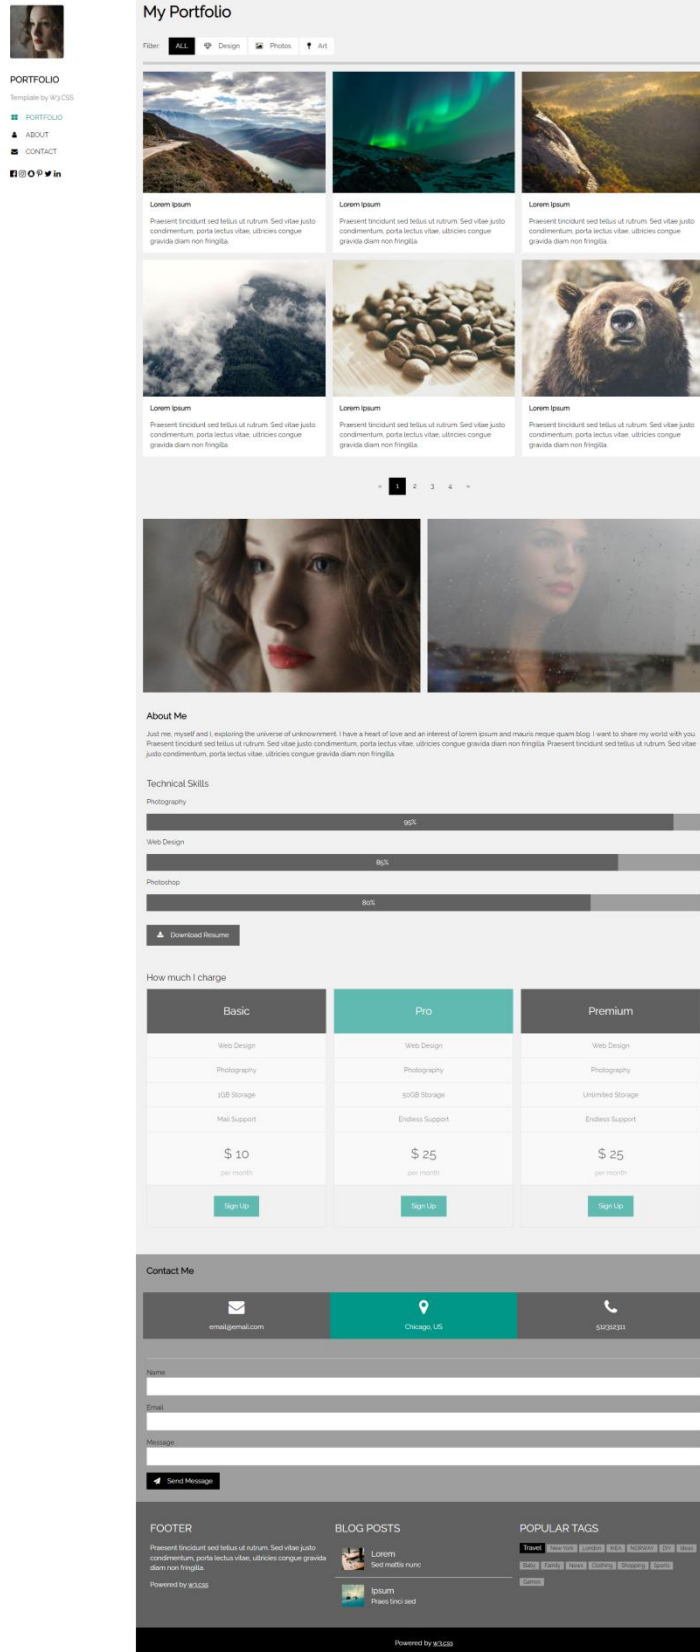 PORTFOLIO
Template by W3.CSS
PORTFOLIO
ABOUT
CONTACT
My Portfolio
Filter: ALL Design Photos Art
Lorem Ipsum
Praesent tincidunt sed tellus ut rutrum. Sed vitae justo
condimentum, porta lectus vitae, ultricies congue
gravida diam non fringilla.
Lorem Ipsum
Praesent tincidunt sed tellus ut rutrum. Sed vitae justo
condimentum, porta lectus vitae, ultricies congue
gravida diam non fringilla.
Lorem Ipsum
Praesent tincidunt sed tellus ut rutrum. Sed vitae justo
condimentum, porta lectus vitae, ultricies congue
gravida diam non fringilla.
Lorem Ipsum
Praesent tincidunt sed tellus ut rutrum. Sed vitae justo
condimentum, porta lectus vitae, ultricies congue
gravida diam non fringilla.
Lorem Ipsum
Praesent tincidunt sed tellus ut rutrum. Sed vitae justo
condimentum, porta lectus vitae, ultricies congue
gravida diam non fringilla.
Lorem Ipsum
Praesent tincidunt sed tellus ut rutrum. Sed vitae justo
condimentum, porta lectus vitae, ultricies congue
gravida diam non fringilla.
« 1 2 3 4 »
About Me
Just me, myself and I, exploring the universe of unknownment. I have a heart of love and an interest of lorem ipsum and mauris neque quam blog. I want to share my world with you.
Praesent tincidunt sed tellus ut rutrum. Sed vitae justo condimentum, porta lectus vitae, ultricies congue gravida diam non fringilla. Praesent tincidunt sed tellus ut rutrum. Sed vitae
justo condimentum, porta lectus vitae, ultricies congue gravida diam non fringilla.
Technical Skills
Photography
95%
Web Design
85%
Photoshop
80%
Download Resume
How much I charge
Basic
Web Design
Photography
1GB Storage
Mail Support
$ 10
per month
Sign Up
Pro
Web Design
Photography
50GB Storage
Endless Support
$ 25
per month
Sign Up
Premium
Web Design
Photography
Unlimited Storage
Endless Support
$ 25
per month
Sign Up
Contact Me
email@email.com
Chicago, US
512312311
Name
Email
Message
Send Message
FOOTER
Praesent tincidunt sed tellus ut rutrum. Sed vitae justo
condimentum, porta lectus vitae, ultricies congue gravida
diam non fringilla.
Powered by w3.css
BLOG POSTS
Lorem
Sed mattis nunc
Ipsum
Praes tinci sed
POPULAR TAGS
Travel New York London IKEA NORWAY DIY Ideas
Baby Family News Clothing Shopping Sports
Games
Powered by w3.css